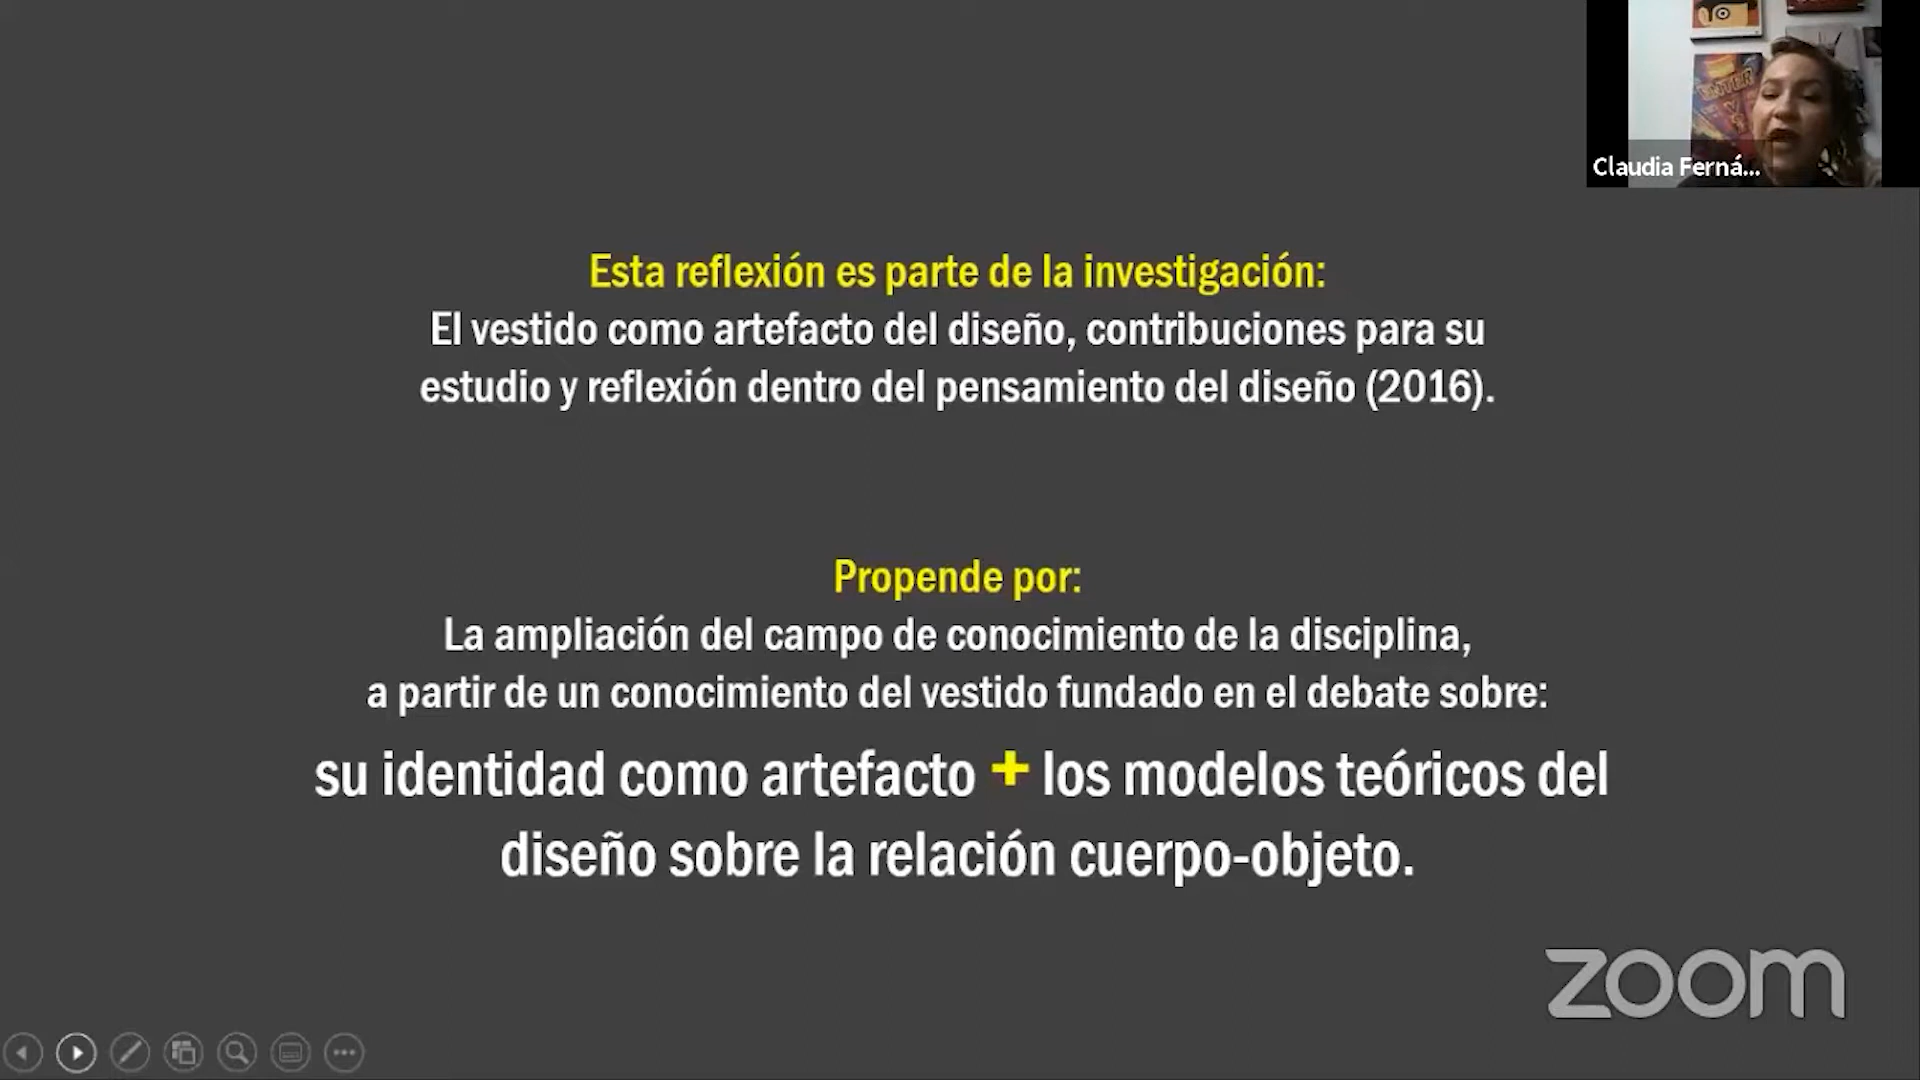 Claudia Ferná...
Esta reflexión es parte de la investigación:
El vestido como artefacto del diseño, contribuciones para su
estudio y reflexión dentro del pensamiento del diseño (2016).
Propende por:
La ampliación del campo de conocimiento de la disciplina,
a partir de un conocimiento del vestido fundado en el debate sobre:
su identidad como artefacto + los modelos teóricos del
diseño sobre la relación cuerpo-objeto.
zoom